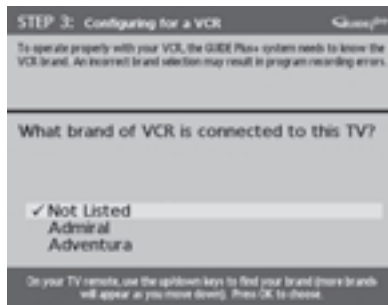 STEP 3: Configuring for a VCR
To operate properly with your VCR, the GUIDE Plus+ system needs to know the
VCR brand. An incorrect brand selection may result in program recording errors.
What brand of VCR is connected to this TV?
✓ Not Listed
Admiral
Adventura
On your TV remote, use the up/down keys to find your brand (more brands
will appear as you move down). Press OK to choose.